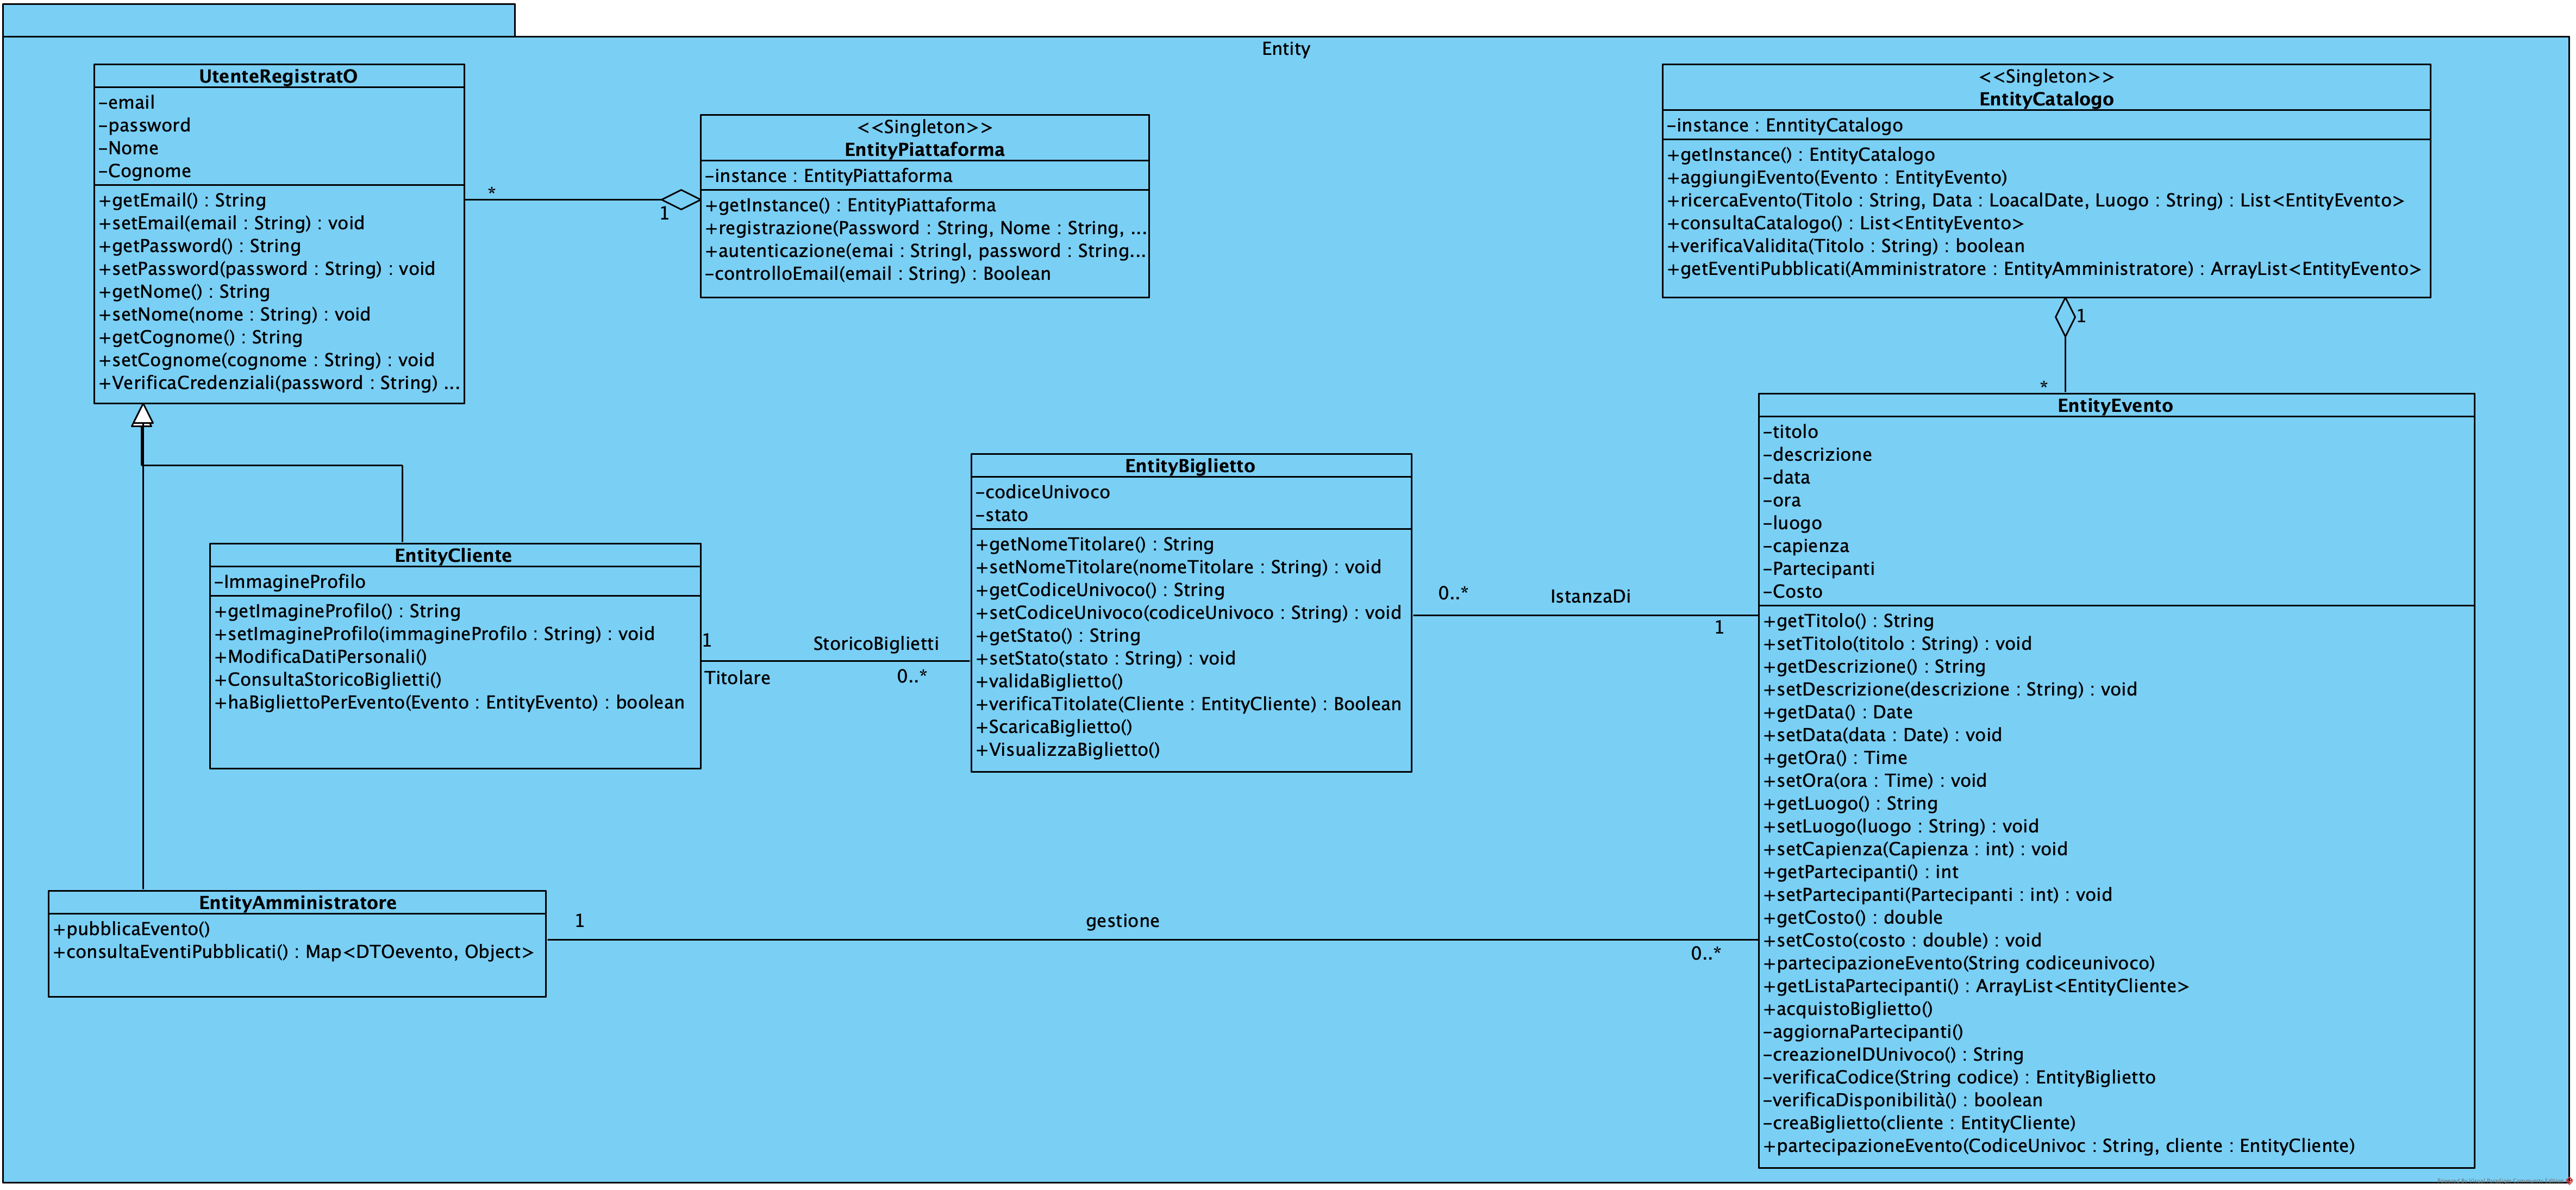 Entity
UtenteRegistratO
-email
-password
-Nome
-Cognome
+getEmail() : String
+setEmail(email : String) : void
+getPassword() : String
+setPassword(password : String) : void
+getNome() : String
+setNome(nome : String) : void
+getCognome() : String
+setCognome(cognome : String) : void
+VerificaCredenziali(password : String) ...
*
1
<<Singleton>>
EntityPiattaforma
-instance : EntityPiattaforma
+getInstance() : EntityPiattaforma
+registrazione(Password : String, Nome : String, ...
+autenticazione(emai : Stringl, password : String...
-controlloEmail(email : String) : Boolean
<<Singleton>>
EntityCatalogo
-instance : EnntityCatalogo
+getInstance() : EntityCatalogo
+aggiungiEvento(Evento : EntityEvento)
+ricercaEvento(Titolo : String, Data : LoacalDate, Luogo : String) : List<EntityEvento>
+consultaCatalogo() : List<EntityEvento>
+verificaValidita(Titolo : String) : boolean
+getEventiPubblicati(Amministratore : EntityAmministratore) : ArrayList<EntityEvento>
1
*
EntityCliente
-ImmagineProfilo
+getImagineProfilo() : String
+setImagineProfilo(immagineProfilo : String) : void
+ModificaDatiPersonali()
+ConsultaStoricoBiglietti()
+haBigliettoPerEvento(Evento : EntityEvento) : boolean
1
StoricoBiglietti
Titolare
0..*
EntityBiglietto
-codiceUnivoco
-stato
+getNomeTitolare() : String
+setNomeTitolare(nomeTitolare : String) : void
+getCodiceUnivoco() : String
+setCodiceUnivoco(codiceUnivoco : String) : void
+getStato() : String
+setStato(stato : String) : void
+validaBiglietto()
+verificaTitolate(Cliente : EntityCliente) : Boolean
+ScaricaBiglietto()
+VisualizzaBiglietto()
0..*
IstanzaDi
1
EntityEvento
-titolo
-descrizione
-data
-ora
-luogo
-capienza
-Partecipanti
-Costo
+getTitolo() : String
+setTitolo(titolo : String) : void
+getDescrizione() : String
+setDescrizione(descrizione : String) : void
+getData() : Date
+setData(data : Date) : void
+getOra() : Time
+setOra(ora : Time) : void
+getLuogo() : String
+setLuogo(luogo : String) : void
+setCapienza(Capienza : int) : void
+getPartecipanti() : int
+setPartecipanti(Partecipanti : int) : void
+getCosto() : double
+setCosto(costo : double) : void
+partecipazioneEvento(String codiceunivoco)
+getListaPartecipanti() : ArrayList<EntityCliente>
+acquistoBiglietto()
-aggiornaPartecipanti()
-creazioneIDUnivoco() : String
-verificaCodice(String codice) : EntityBiglietto
-verificaDisponibilità() : boolean
-creaBiglietto(cliente : EntityCliente)
+partecipazioneEvento(CodiceUnivoc : String, cliente : EntityCliente)
EntityAmministratore
+pubblicaEvento()
+consultaEventiPubblicati() : Map<DTOevento, Object>
1
gestione
0..*